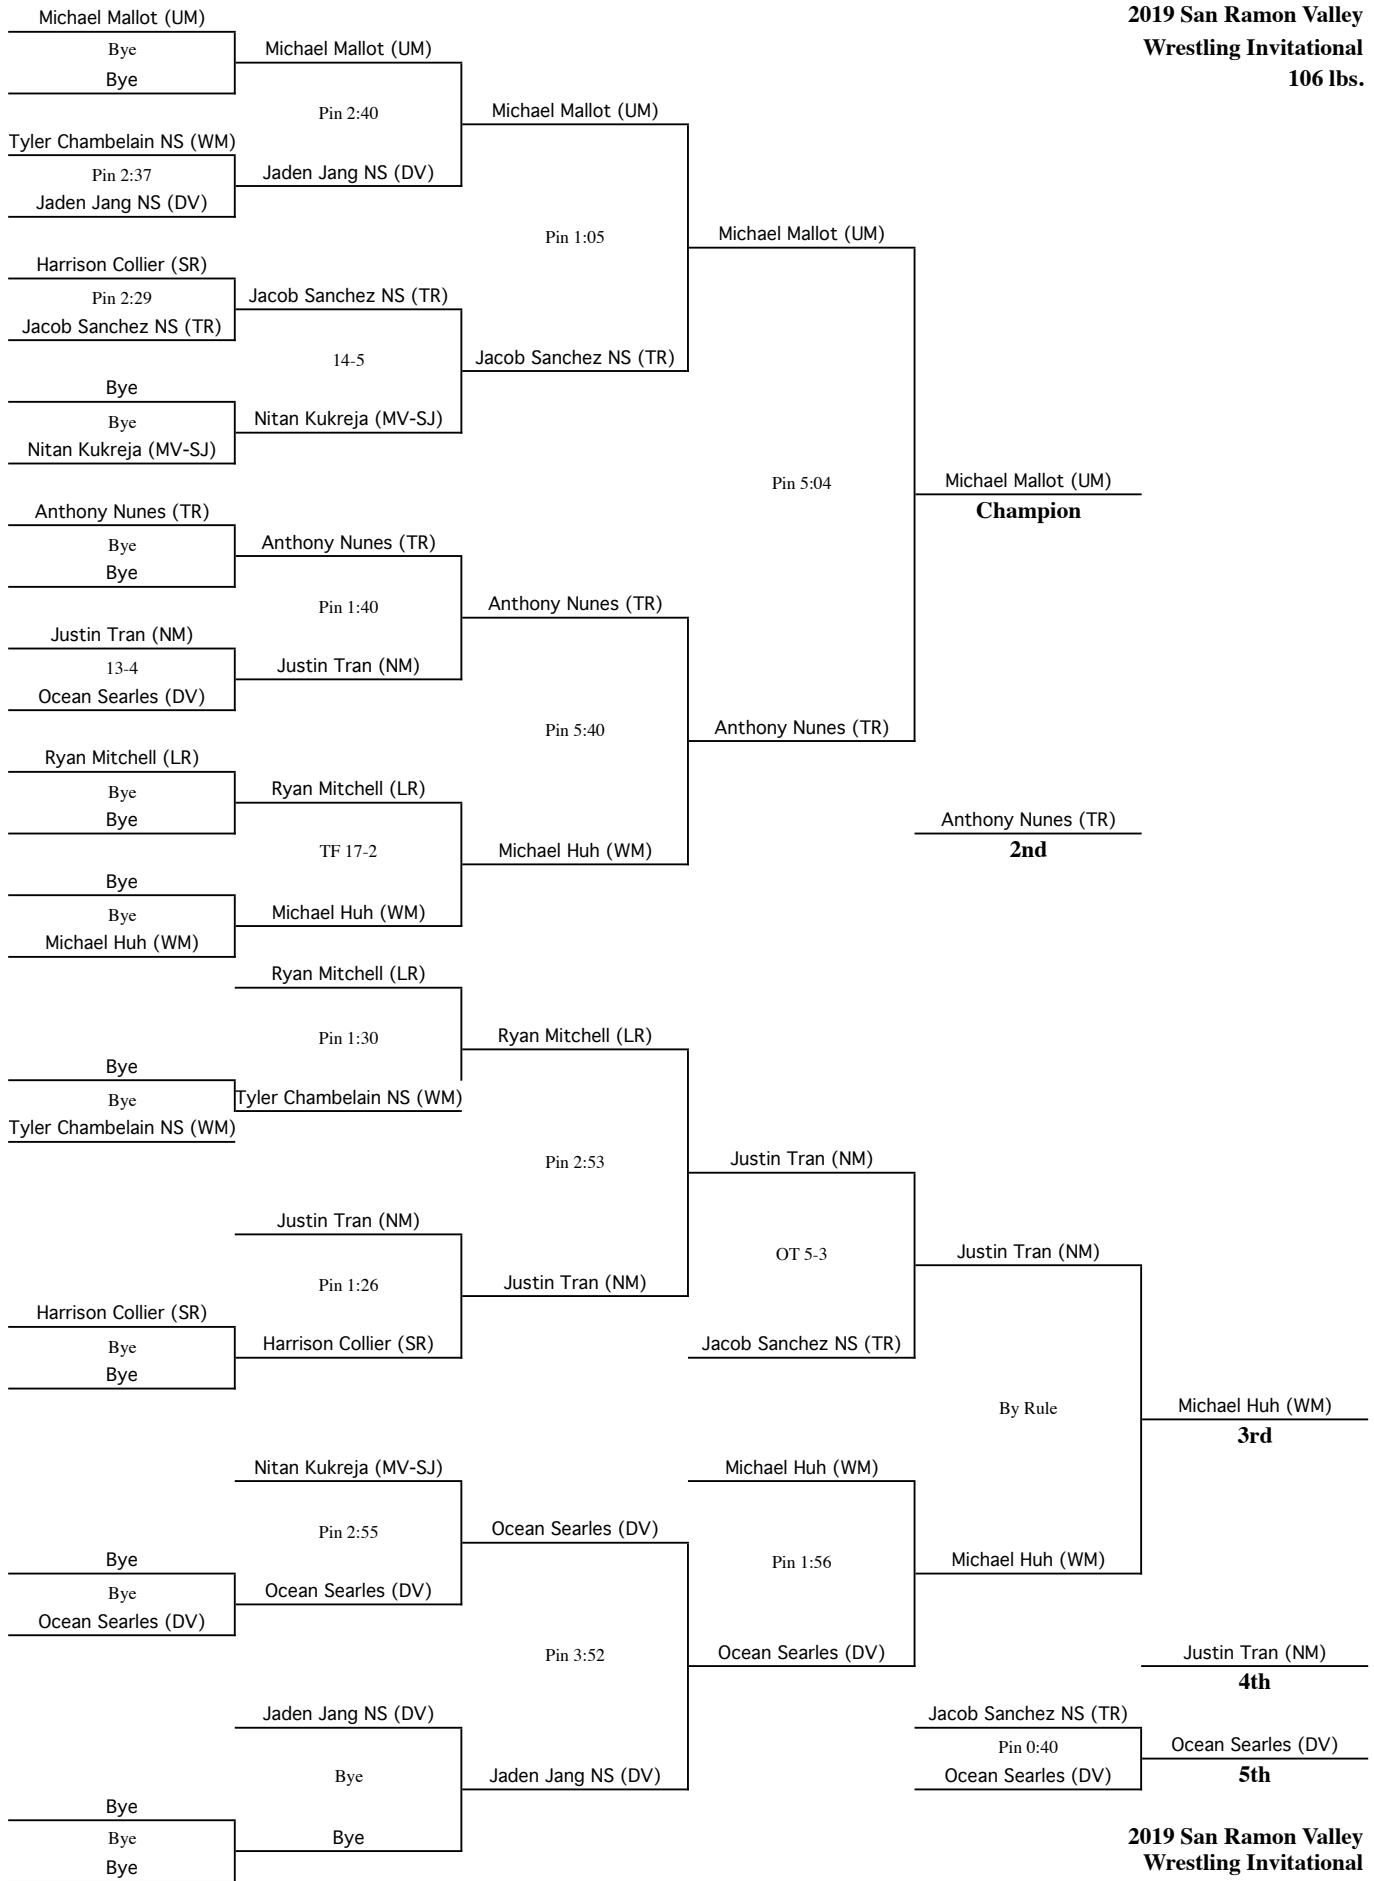 Michael Mallot (UM)
Bye
Bye
Tyler Chambelain NS (WM)
Pin 2:37
Jaden Jang NS (DV)
Harrison Collier (SR)
Pin 2:29
Jacob Sanchez NS (TR)
Bye
Bye
Nitan Kukreja (MV-SJ)
Anthony Nunes (TR)
Bye
Bye
Justin Tran (NM)
13-4
Ocean Searles (DV)
Ryan Mitchell (LR)
Bye
Bye
Bye
Bye
Michael Huh (WM)
Michael Mallot (UM)
Pin 2:40
Jaden Jang NS (DV)
Jacob Sanchez NS (TR)
14-5
Nitan Kukreja (MV-SJ)
Anthony Nunes (TR)
Pin 1:40
Justin Tran (NM)
Ryan Mitchell (LR)
TF 17-2
Michael Huh (WM)
Michael Mallot (UM)
Pin 1:05
Jacob Sanchez NS (TR)
Anthony Nunes (TR)
Pin 5:40
Michael Huh (WM)
Michael Mallot (UM)
Pin 5:04
Anthony Nunes (TR)
Michael Mallot (UM)
Champion
Anthony Nunes (TR)
2nd
2019 San Ramon Valley
Wrestling Invitational
106 lbs.
Bye
Bye
Tyler Chambelain NS (WM)
Harrison Collier (SR)
Bye
Bye
Bye
Bye
Ocean Searles (DV)
Bye
Bye
Bye
Ryan Mitchell (LR)
Pin 1:30
Tyler Chambelain NS (WM)
Justin Tran (NM)
Pin 1:26
Harrison Collier (SR)
Nitan Kukreja (MV-SJ)
Pin 2:55
Ocean Searles (DV)
Jaden Jang NS (DV)
Bye
Bye
Ryan Mitchell (LR)
Pin 2:53
Justin Tran (NM)
Ocean Searles (DV)
Pin 3:52
Jaden Jang NS (DV)
Justin Tran (NM)
OT 5-3
Jacob Sanchez NS (TR)
Michael Huh (WM)
Pin 1:56
Ocean Searles (DV)
Justin Tran (NM)
By Rule
Michael Huh (WM)
Jacob Sanchez NS (TR)
Pin 0:40
Ocean Searles (DV)
Michael Huh (WM)
3rd
Justin Tran (NM)
4th
Ocean Searles (DV)
5th
2019 San Ramon Valley
Wrestling Invitational